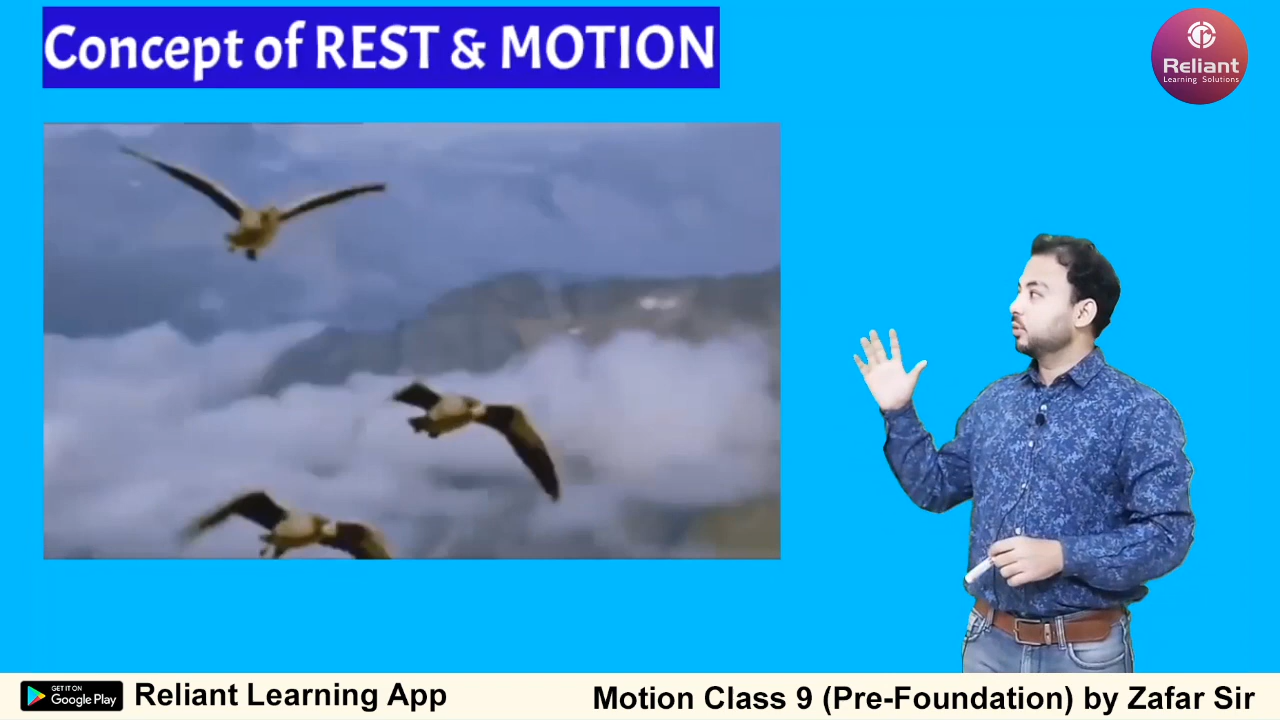 Concept of REST & MOTION
Reliant
Learning Solutions
GET IT ON
Google Play
Reliant Learning App
Motion Class 9 (Pre-Foundation) by Zafar Sir